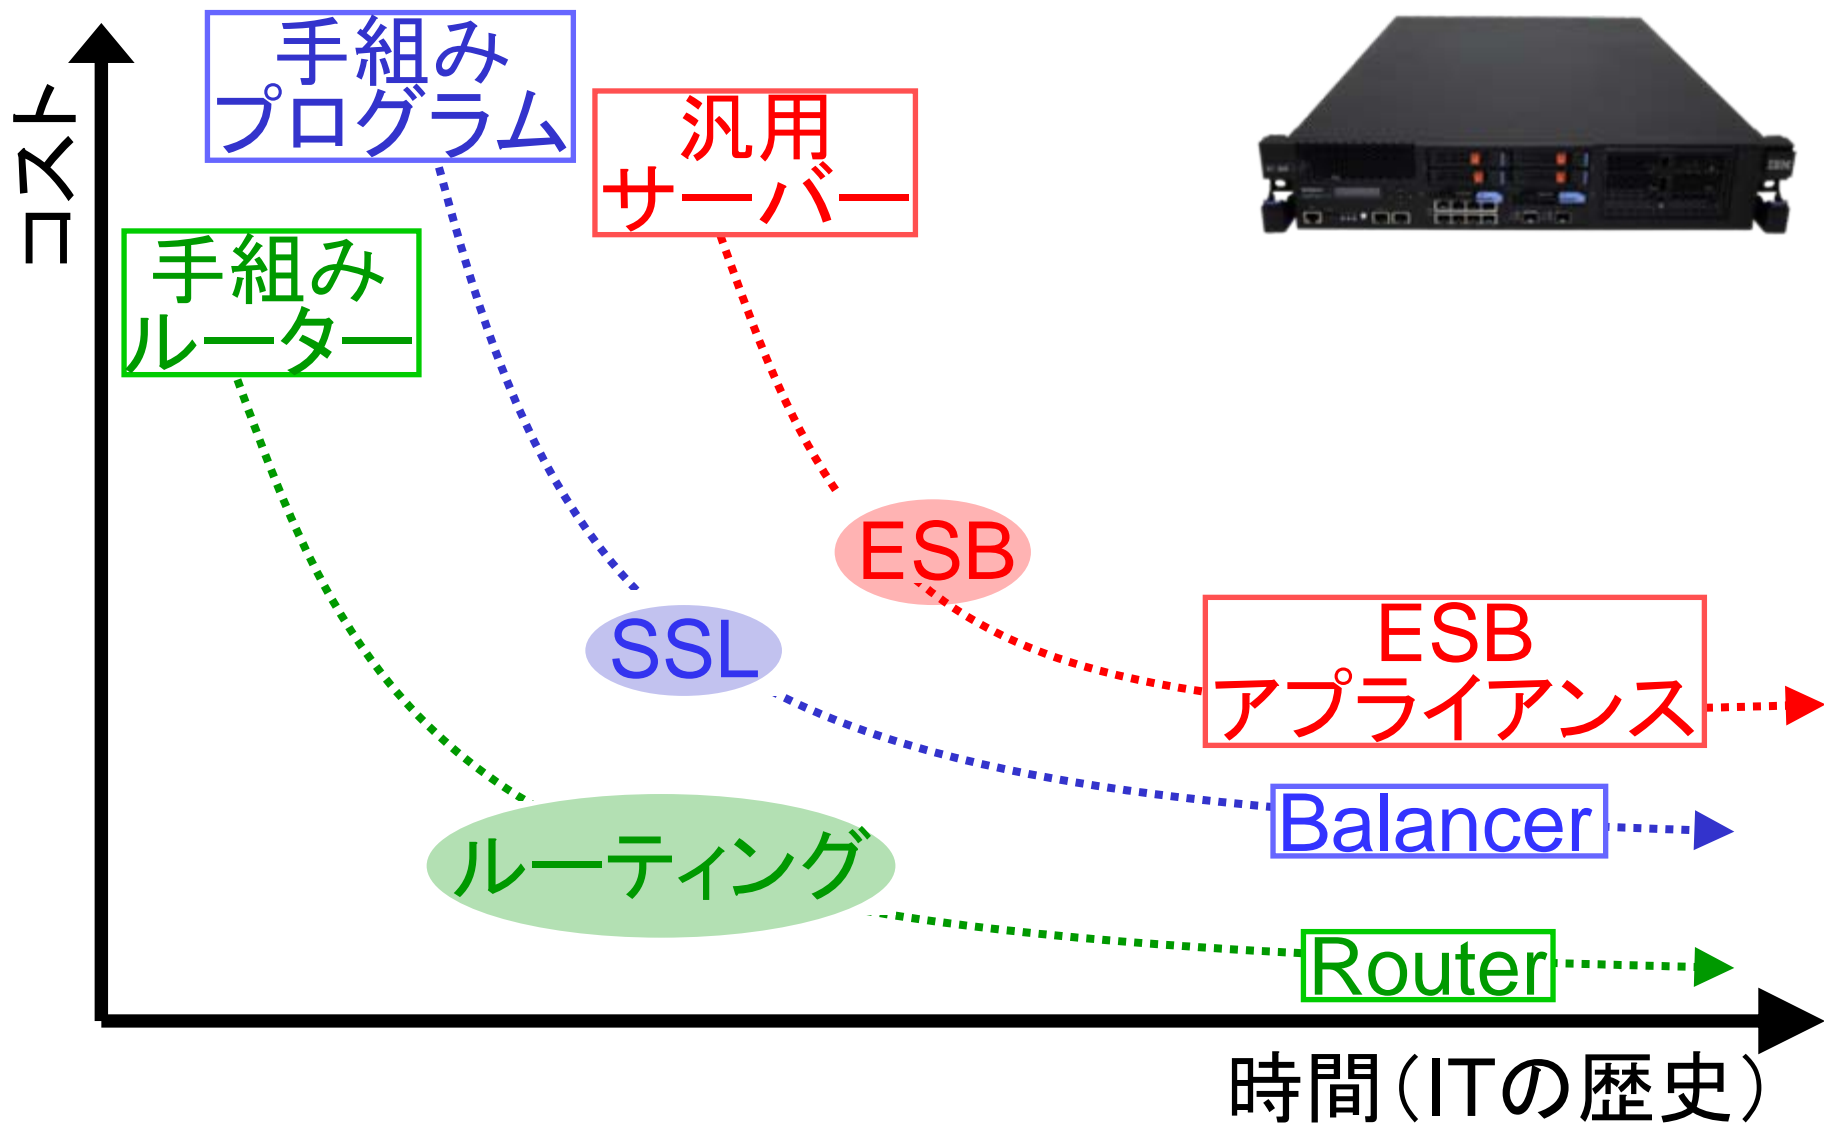 コスト
手組み
プログラム
汎用
サーバー
IBM
手組み
ルーター
ESB
SSL
ESB
アプライアンス
Balancer
ルーティング
Router
時間（ITの歴史）